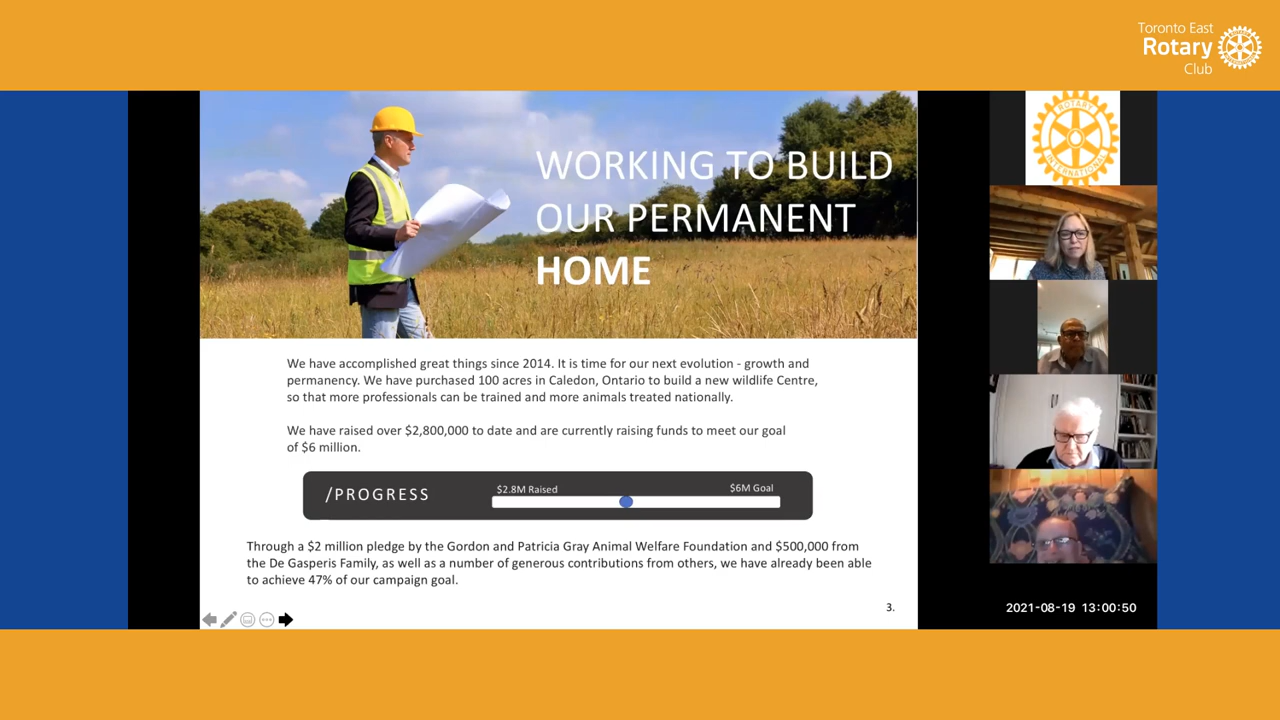 Toronto East
Rotary
Club
WORKING TO BUILD
OUR PERMANENT
HOME
We have accomplished great things since 2014. It is time for our next evolution - growth and
permanency. We have purchased 100 acres in Caledon, Ontario to build a new wildlife Centre,
so that more professionals can be trained and more animals treated nationally.
We have raised over $2,800,000 to date and are currently raising funds to meet our goal
of $6 million.
/PROGRESS
$2.8M Raised
$6M Goal
Through a $2 million pledge by the Gordon and Patricia Gray Animal Welfare Foundation and $500,000 from
the De Gasperis Family, as well as a number of generous contributions from others, we have already been able
to achieve 47% of our campaign goal.
3.
ROTARY
INTERNATIONAL
2021-08-19 13:00:50